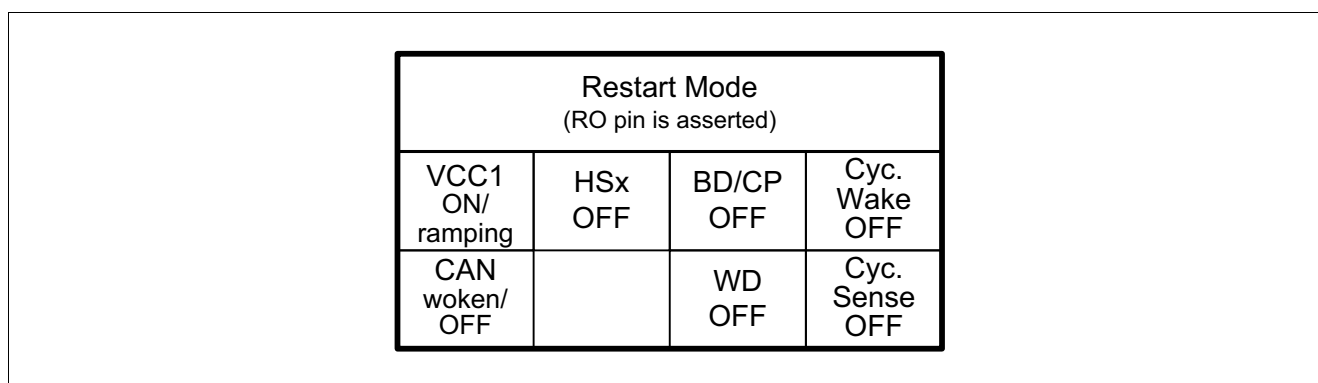 Restart Mode
(RO pin is asserted)
VCC1
ON/
ramping
HSx
OFF
BD/CP
OFF
Cyc.
Wake
OFF
CAN
woken/
OFF
WD
OFF
Cyc.
Sense
OFF